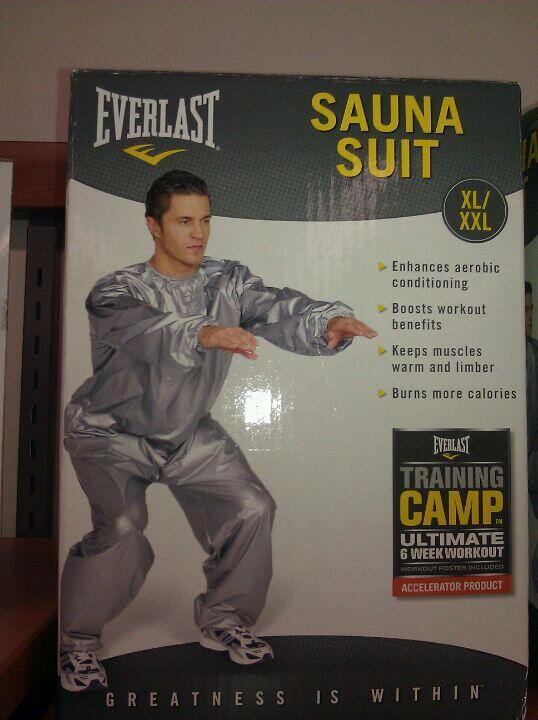 EVERLAST
SAUNA
SUIT
XL/
XXL
Enhances aerobic
conditioning
Boosts workout
benefits
Keeps muscles
warm and limber
Burns more calories
EVERLAST
TRAINING
CAMP™
ULTIMATE
6 WEEK WORKOUT
WORKOUT POSTER INCLUDED
ACCELERATOR PRODUCT
GREATNESS IS WITHIN